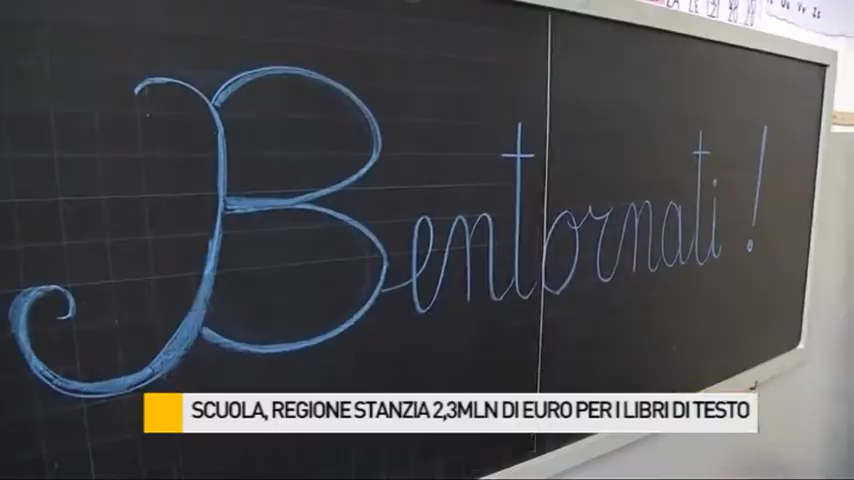 Bentornati!
SCUOLA, REGIONE STANZIA 2,3MLN DI EURO PER I LIBRI DI TESTO